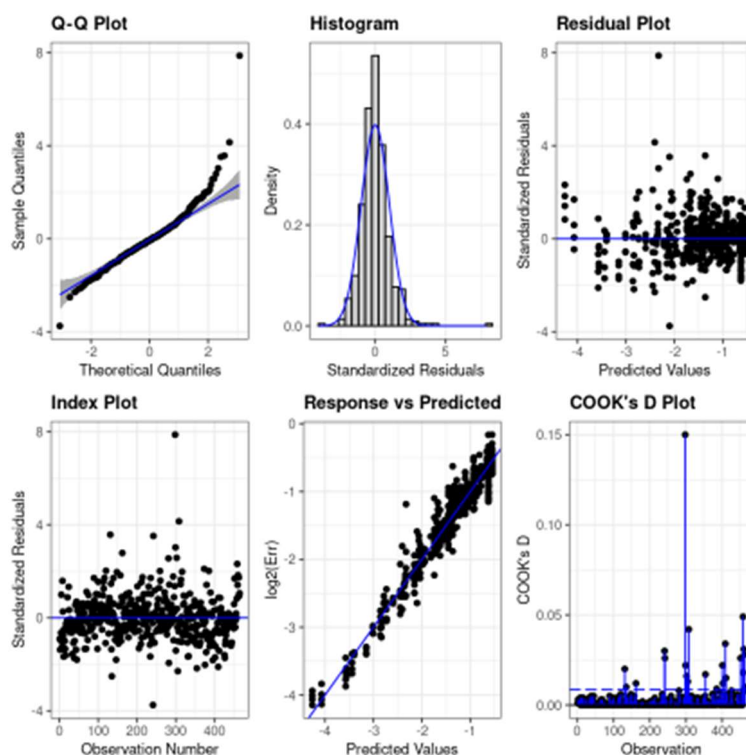 Q-Q Plot
8
4
0
-4
Sample Quantiles
-2 0 2
Theoretical Quantiles
Histogram
0.4
0.2
0.0
Density
0 5
Standardized Residuals
Residual Plot
8
4
0
-4
Standardized Residuals
-4 -3 -2 -1
Predicted Values
Index Plot
8
4
0
-4
Standardized Residuals
0 100 200 300 400
Observation Number
Response vs Predicted
0
-1
-2
-3
-4
log2(Err)
-4 -3 -2 -1
Predicted Values
COOK's D Plot
0.15
0.10
0.05
0.00
COOK's D
0 100 200 300 400
Observation